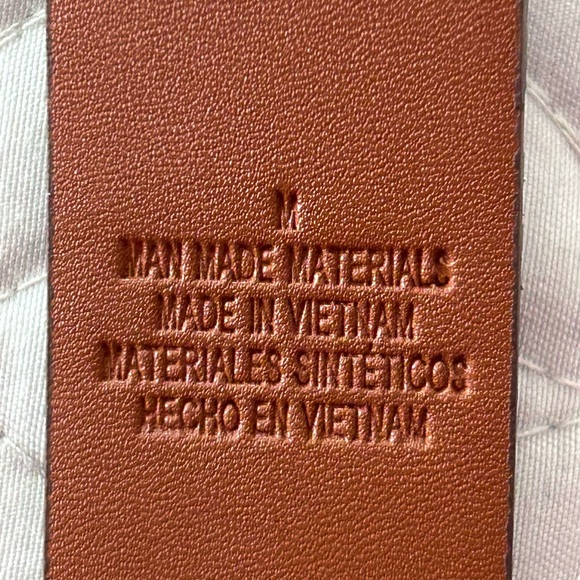 M
MAN MADE MATERIALS
MADE IN VIETNAM
MATERIALES SINTÉTICOS
HECHO EN VIETNAM